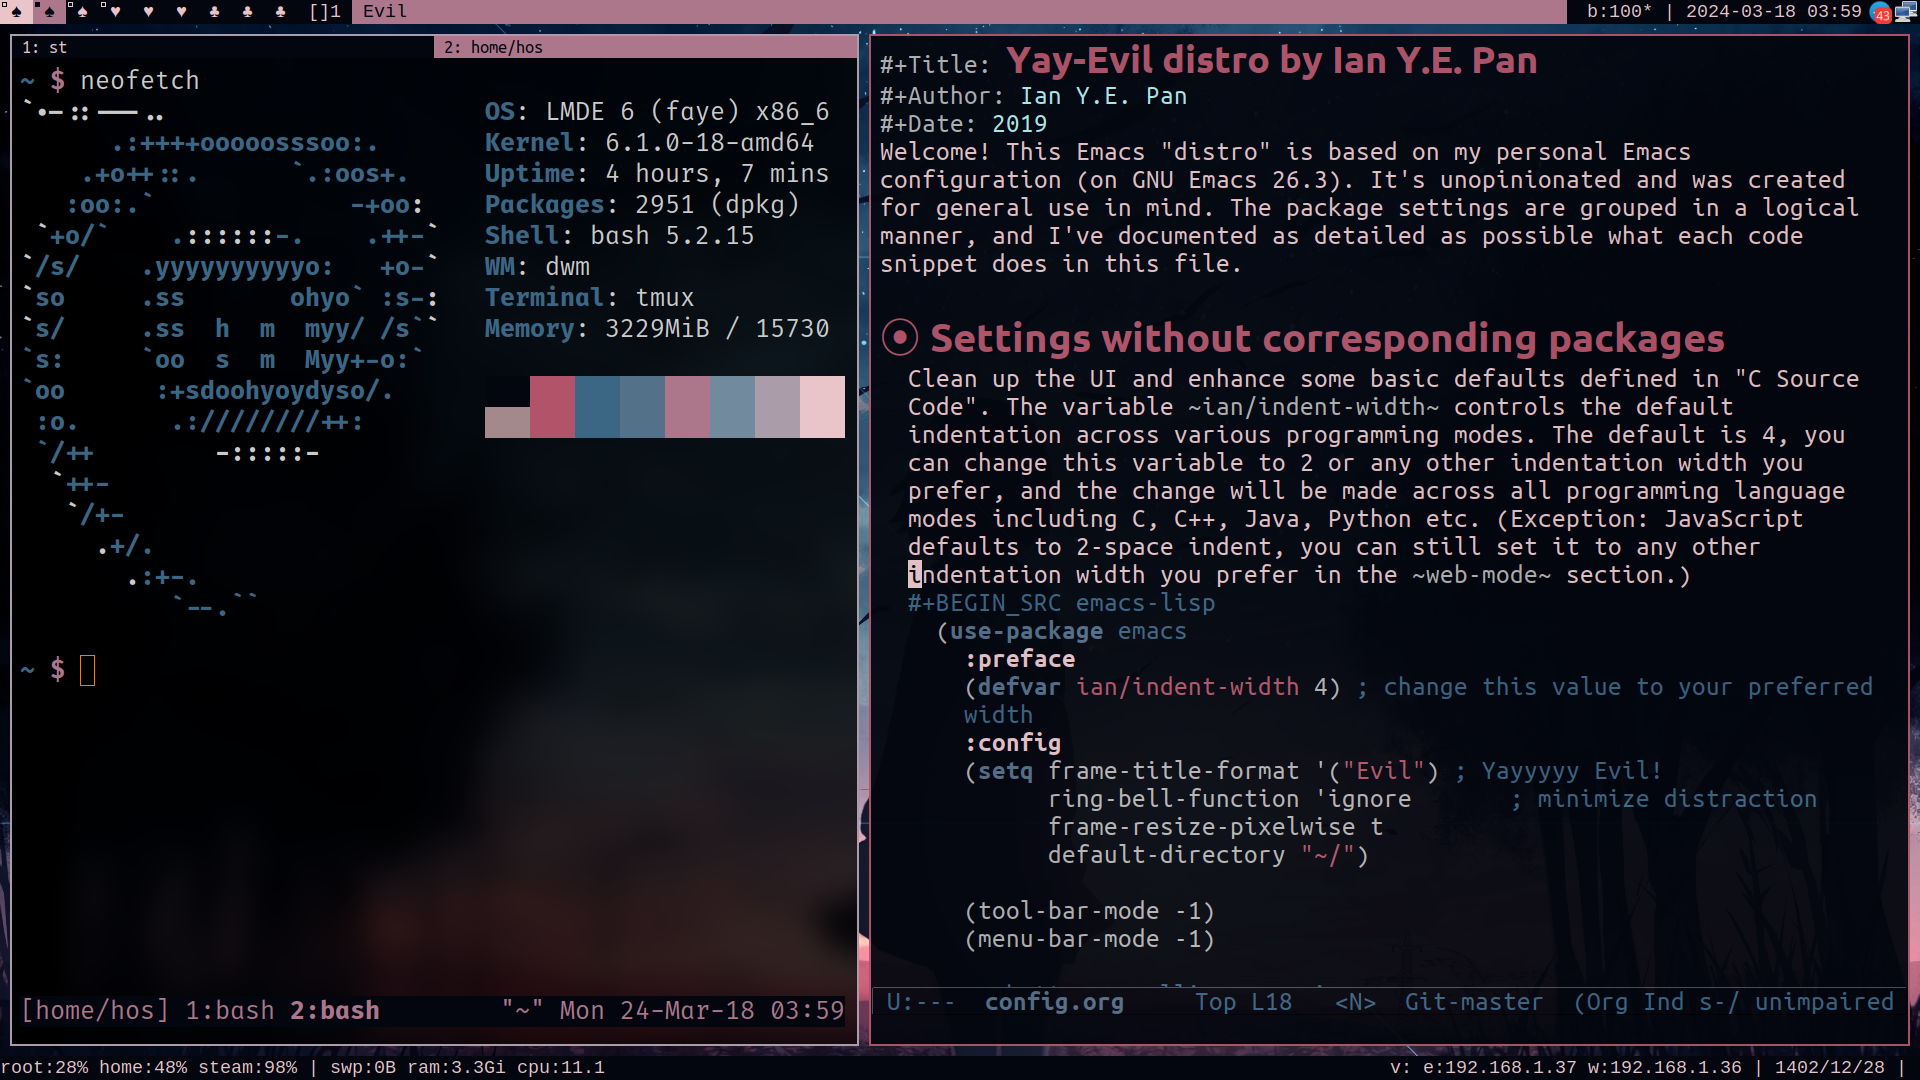 ♠ ♠ ♠ ♥ ♥ ♥ ♣ ♣ ♣ []1 Evil b:100* | 2024-03-18 03:59 43
1: st 2: home/hos
~ $ neofetch
OS: LMDE 6 (faye) x86_6
Kernel: 6.1.0-18-amd64
Uptime: 4 hours, 7 mins
Packages: 2951 (dpkg)
Shell: bash 5.2.15
WM: dwm
Terminal: tmux
Memory: 3229MiB / 15730
`•—::———..
.:++++ooooosssoo:.
.+o++::. `.:oos+.
:oo:.` -+oo:
`+o/` .::::::-. .++-`
`/s/ .yyyyyyyyyyo: +o-`
`so .ss ohyo` :s-:
`s/ .ss h m myy/ /s``
`s: `oo s m Myy+-o:`
`oo :+sdoohyoydyso/.
:o. .:////////++:
`/++ -:::::-
`++-
`/+-
.+/.
.:+-.
`--.``
~ $
[home/hos] 1:bash 2:bash "~" Mon 24-Mar-18 03:59
#+Title: Yay-Evil distro by Ian Y.E. Pan
#+Author: Ian Y.E. Pan
#+Date: 2019
Welcome! This Emacs "distro" is based on my personal Emacs
configuration (on GNU Emacs 26.3). It's unopinionated and was created
for general use in mind. The package settings are grouped in a logical
manner, and I've documented as detailed as possible what each code
snippet does in this file.
Settings without corresponding packages
Clean up the UI and enhance some basic defaults defined in "C Source
Code". The variable ~ian/indent-width~ controls the default
indentation across various programming modes. The default is 4, you
can change this variable to 2 or any other indentation width you
prefer, and the change will be made across all programming language
modes including C, C++, Java, Python etc. (Exception: JavaScript
defaults to 2-space indent, you can still set it to any other
indentation width you prefer in the ~web-mode~ section.)
#+BEGIN_SRC emacs-lisp
(use-package emacs
:preface
(defvar ian/indent-width 4) ; change this value to your preferred
width
:config
(setq frame-title-format '("Evil") ; Yayyyyy Evil!
ring-bell-function 'ignore ; minimize distraction
frame-resize-pixelwise t
default-directory "~/")
(tool-bar-mode -1)
(menu-bar-mode -1)
U:--- config.org Top L18 <N> Git-master (Org Ind s-/ unimpaired
root:28% home:48% steam:98% | swp:0B ram:3.3Gi cpu:11.1 v: e:192.168.1.37 w:192.168.1.36 | 1402/12/28 |